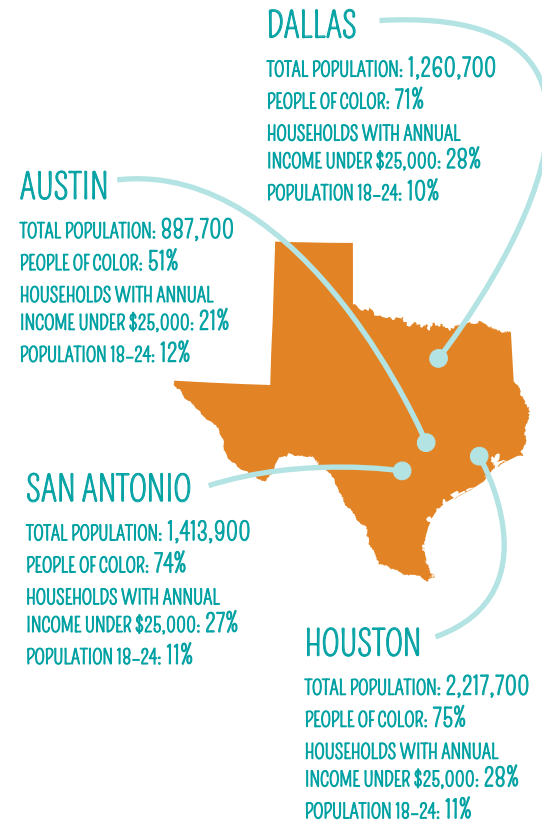 DALLAS
TOTAL POPULATION: 1,260,700
PEOPLE OF COLOR: 71%
HOUSEHOLDS WITH ANNUAL
INCOME UNDER $25,000: 28%
POPULATION 18–24: 10%
AUSTIN
TOTAL POPULATION: 887,700
PEOPLE OF COLOR: 51%
HOUSEHOLDS WITH ANNUAL
INCOME UNDER $25,000: 21%
POPULATION 18–24: 12%
SAN ANTONIO
TOTAL POPULATION: 1,413,900
PEOPLE OF COLOR: 74%
HOUSEHOLDS WITH ANNUAL
INCOME UNDER $25,000: 27%
POPULATION 18–24: 11%
HOUSTON
TOTAL POPULATION: 2,217,700
PEOPLE OF COLOR: 75%
HOUSEHOLDS WITH ANNUAL
INCOME UNDER $25,000: 28%
POPULATION 18–24: 11%